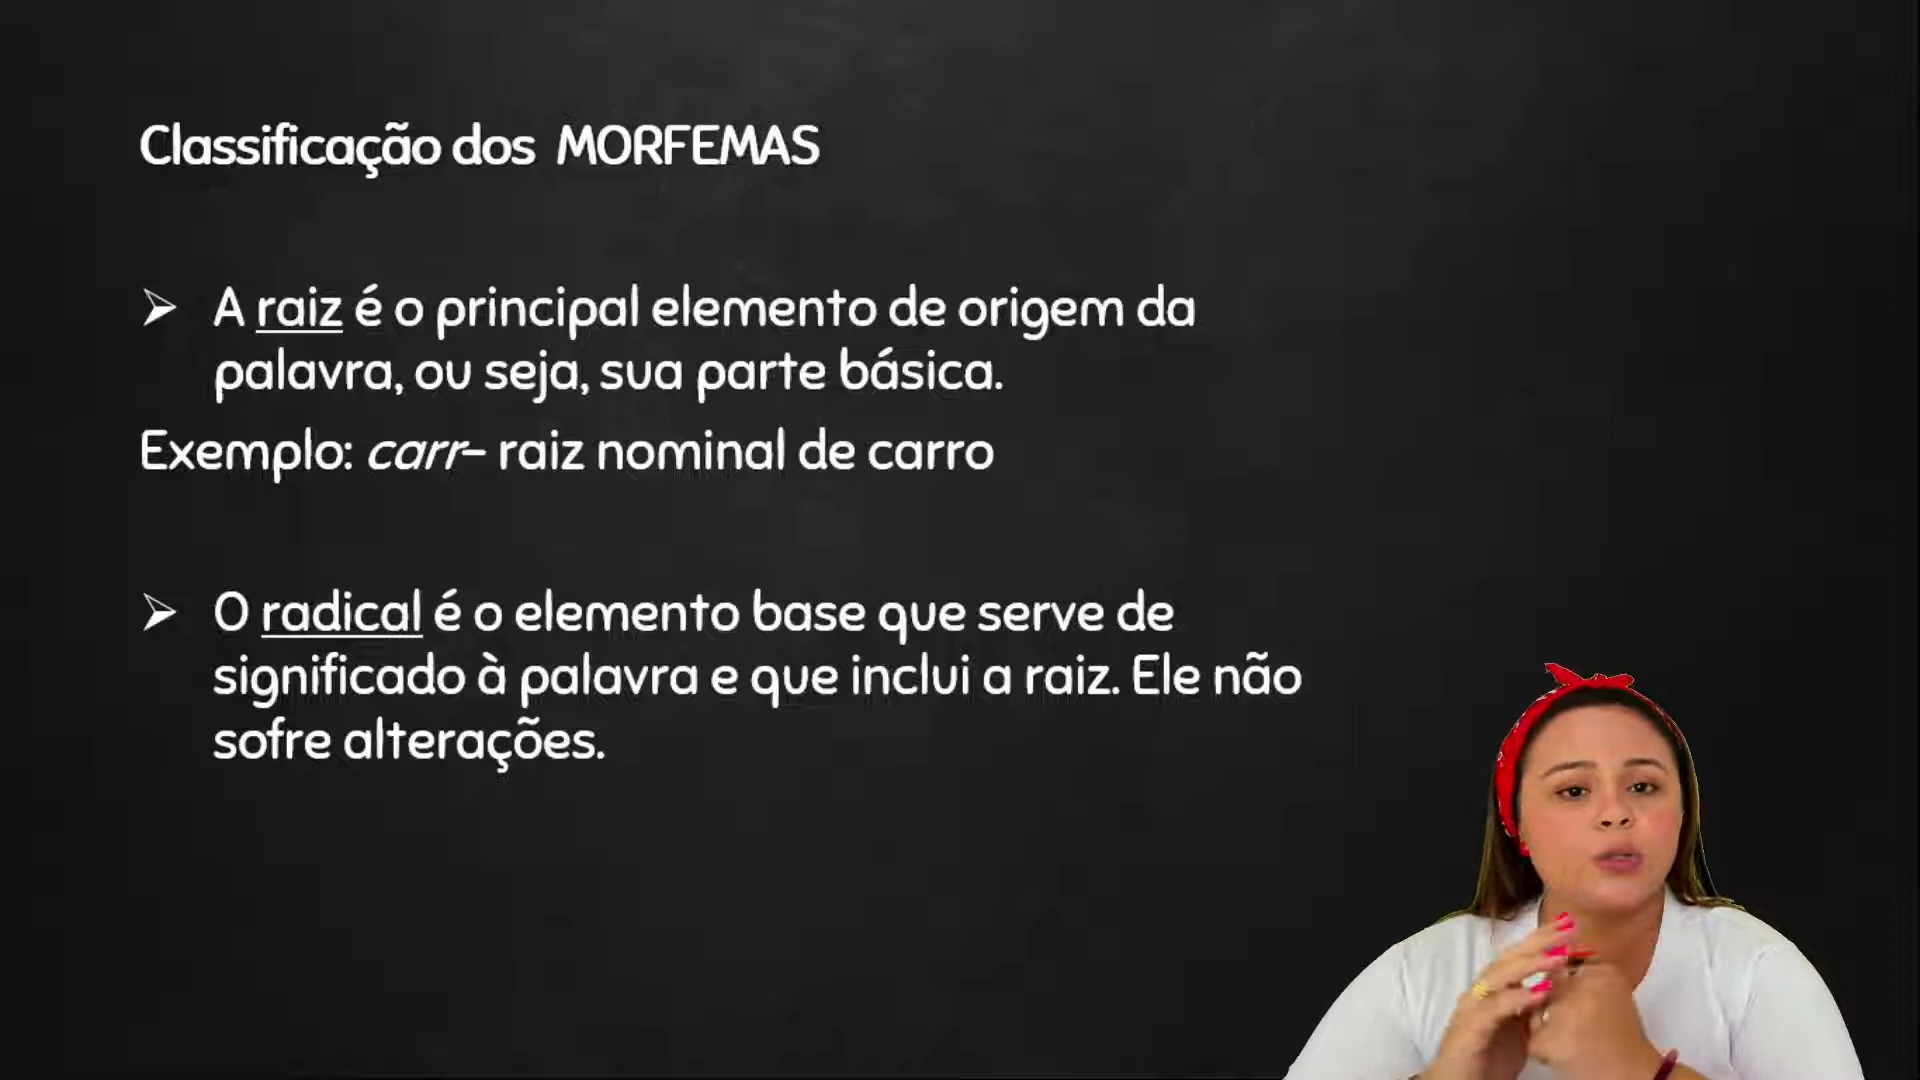 Classificação dos MORFEMAS
➢ A raiz é o principal elemento de origem da
palavra, ou seja, sua parte básica.
Exemplo: carr– raiz nominal de carro
➢ O radical é o elemento base que serve de
significado à palavra e que inclui a raiz. Ele não
sofre alterações.